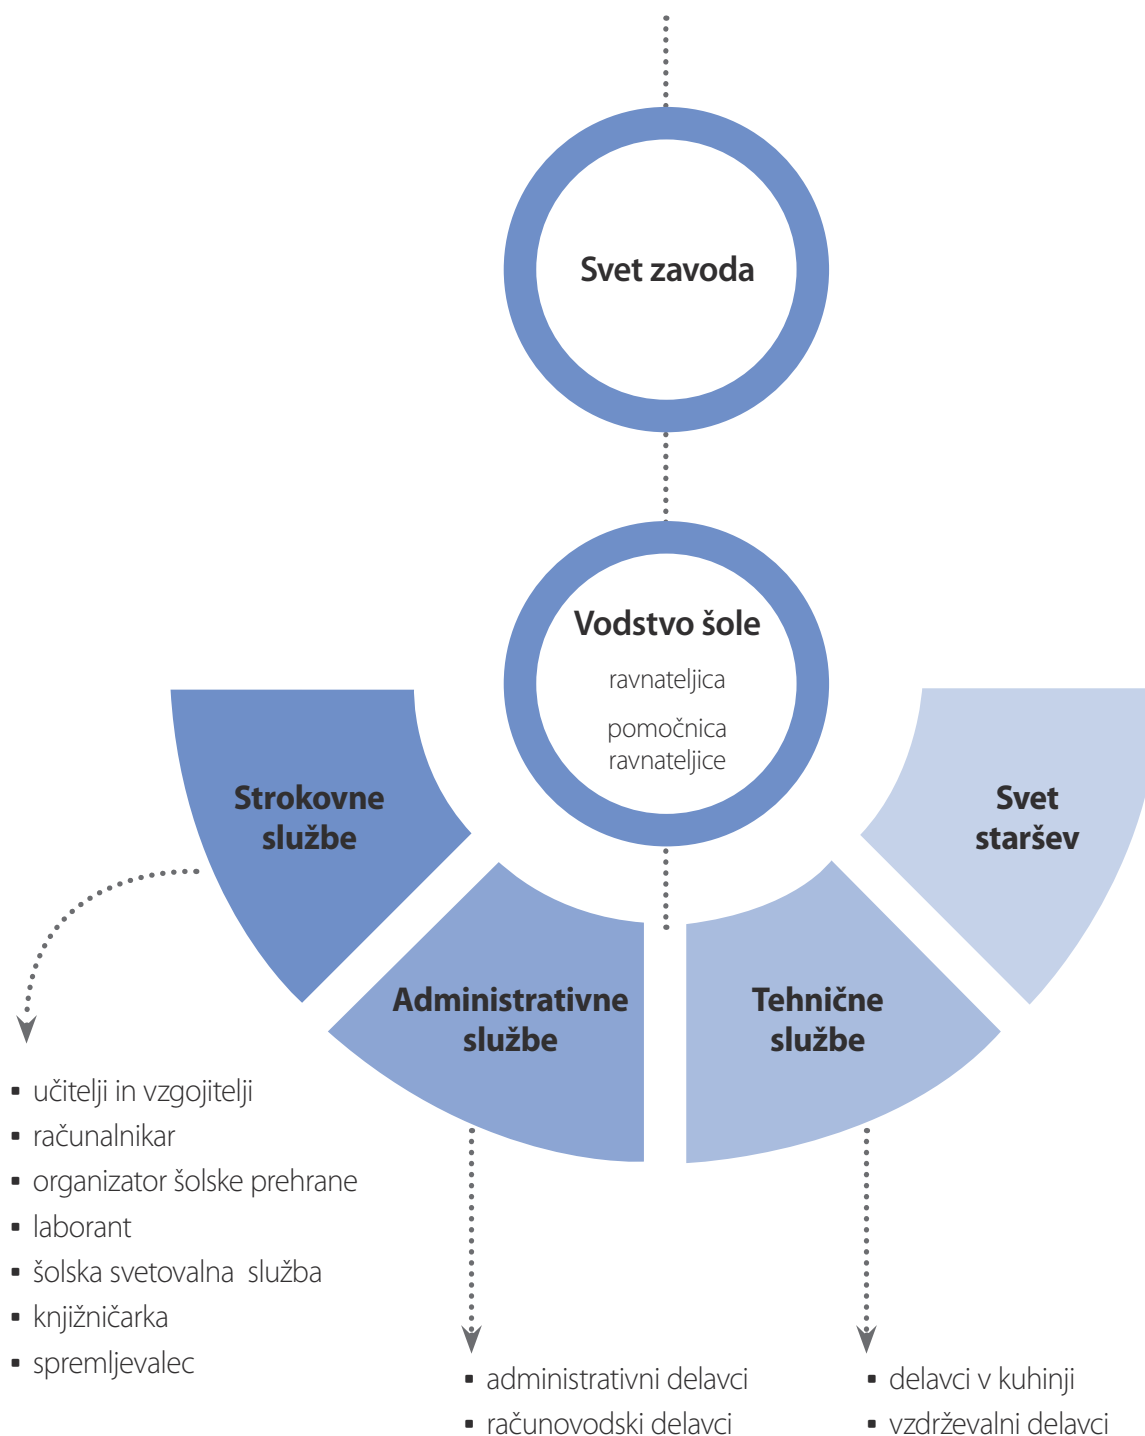 Svet zavoda
Vodstvo šole
ravnateljica
pomočnica
ravnateljice
Strokovne
službe
Svet
staršev
Administrativne
službe
Tehnične
službe
▪ učitelji in vzgojitelji
▪ računalnikar
▪ organizator šolske prehrane
▪ laborant
▪ šolska svetovalna služba
▪ knjižničarka
▪ spremljevalec
▪ administrativni delavci
▪ računovodski delavci
▪ delavci v kuhinji
▪ vzdrževalni delavci